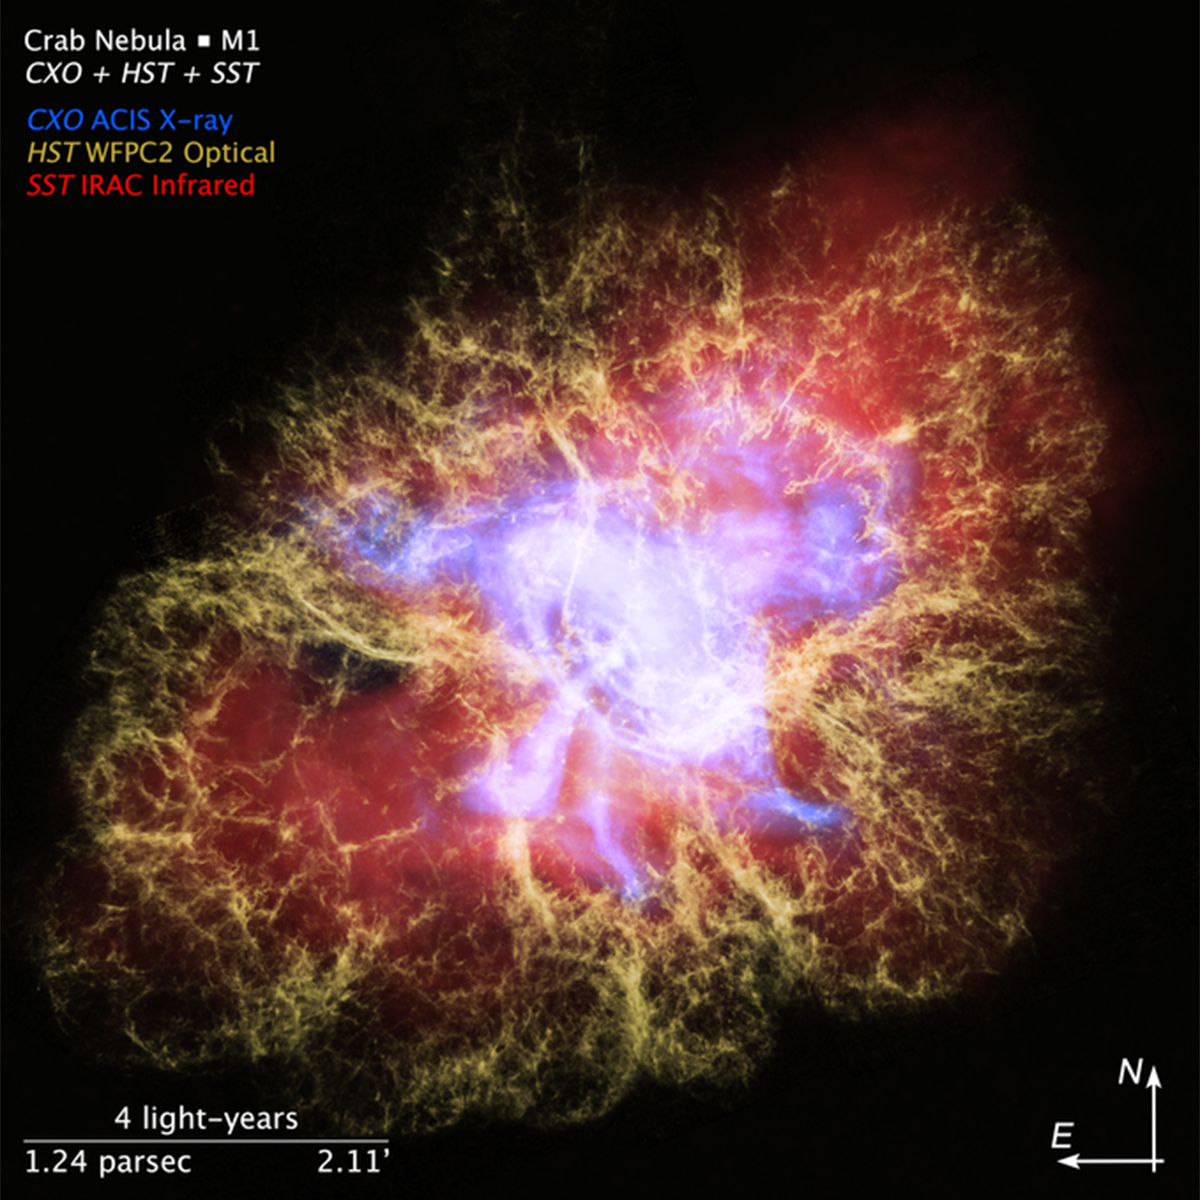 Crab Nebula ▪ M1
CXO + HST + SST
CXO ACIS X-ray
HST WFPC2 Optical
SST IRAC Infrared
4 light-years
1.24 parsec 2.11’
N
E